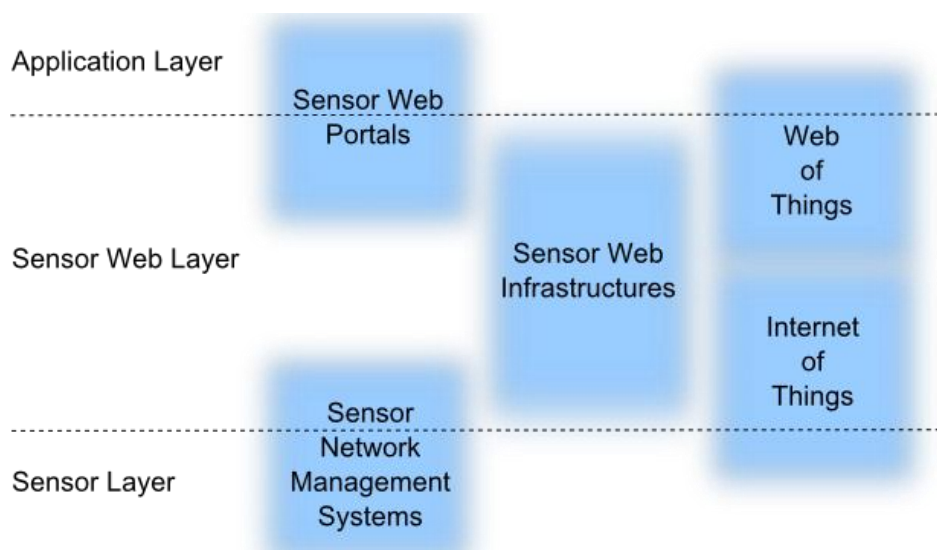 Application Layer
Sensor Web
Portals
Web
of
Things
Sensor Web Layer
Sensor Web
Infrastructures
Internet
of
Things
Sensor
Network
Management
Systems
Sensor Layer